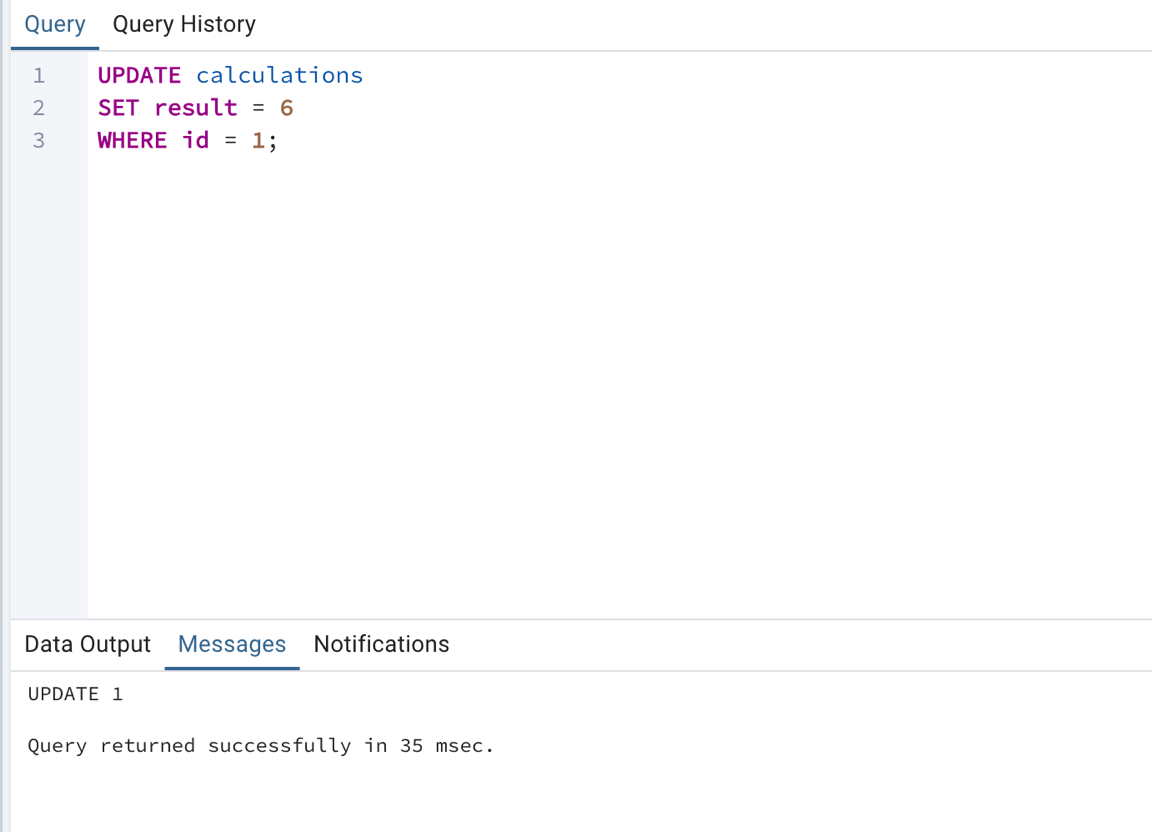 Query Query History
1 UPDATE calculations
2 SET result = 6
3 WHERE id = 1;
Data Output Messages Notifications
UPDATE 1
Query returned successfully in 35 msec.